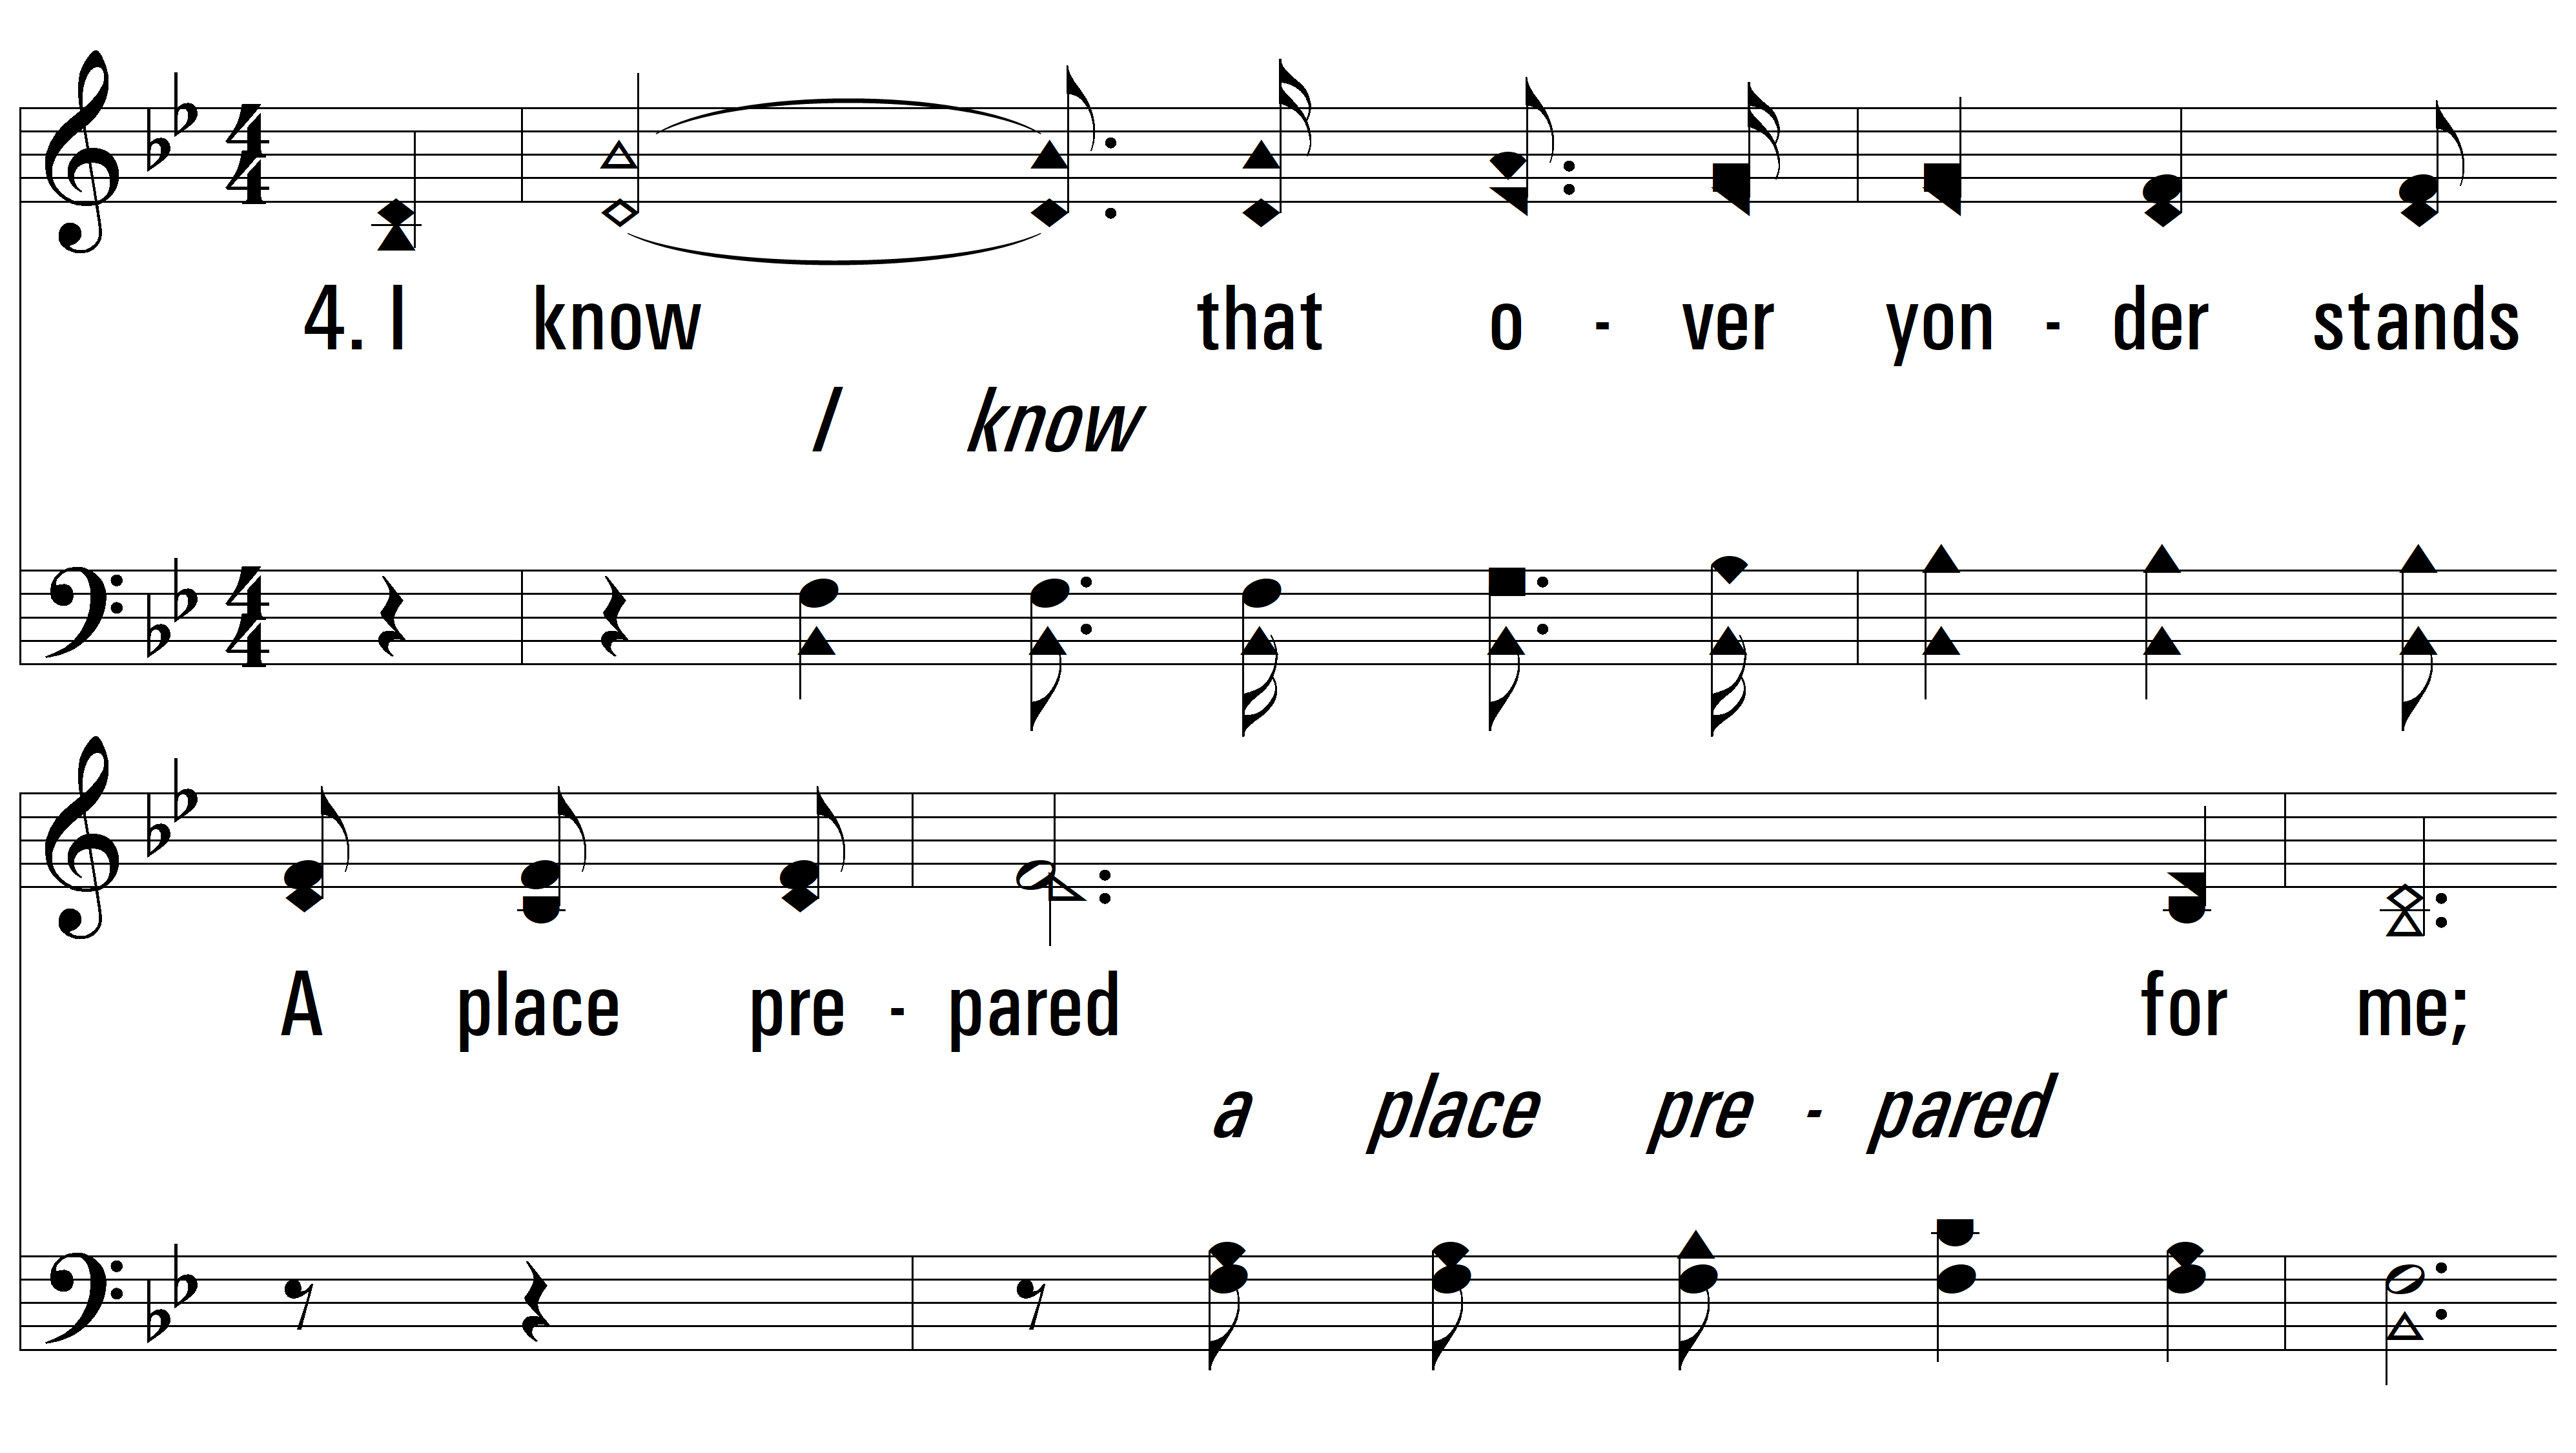 4. I know that o - ver yon - der stands
I know
A place pre - pared for me;
a place pre - pared